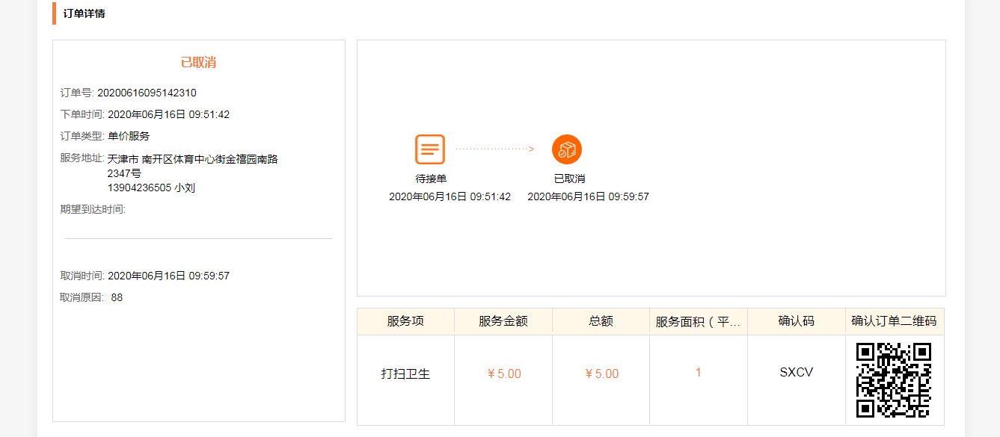 订单详情
已取消
订单号: 20200616095142310
下单时间: 2020年06月16日 09:51:42
订单类型: 单价服务
服务地址: 天津市 南开区体育中心街金禧园南路
2347号
13904236505 小刘
期望到达时间:
取消时间: 2020年06月16日 09:59:57
取消原因: 88
待接单
2020年06月16日 09:51:42
>
已取消
2020年06月16日 09:59:57
服务项 服务金额 总额 服务面积 ( 平... 确认码 确认订单二维码
打扫卫生 ￥5.00 ￥5.00 1 SXCV